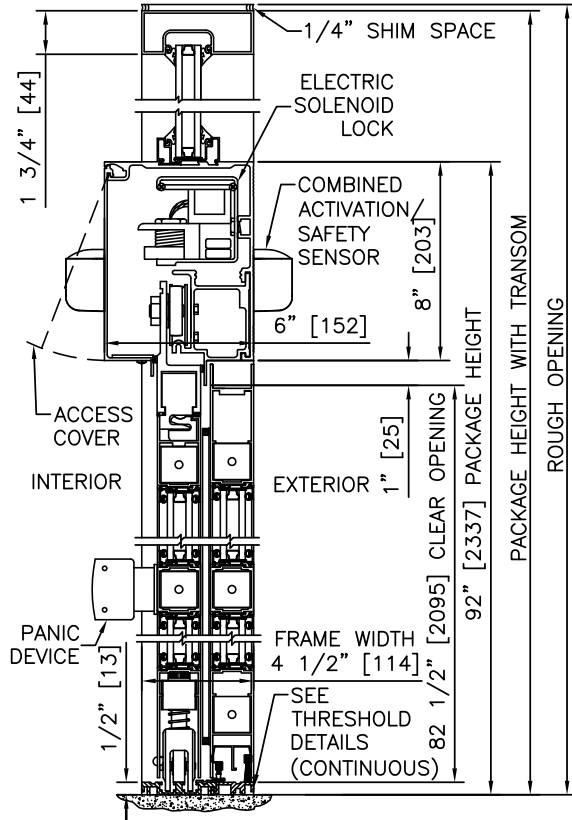 1/4" SHIM SPACE
1 3/4" [44]
ELECTRIC
SOLENOID
LOCK
COMBINED
ACTIVATION/
SAFETY
SENSOR
8" [203]
6" [152]
ACCESS
COVER
INTERIOR
EXTERIOR
1" [25]
82 1/2" [2095] CLEAR OPENING
92" [2337] PACKAGE HEIGHT
PACKAGE HEIGHT WITH TRANSOM
ROUGH OPENING
PANIC
DEVICE
1/2" [13]
FRAME WIDTH
4 1/2" [114]
SEE
THRESHOLD
DETAILS
(CONTINUOUS)